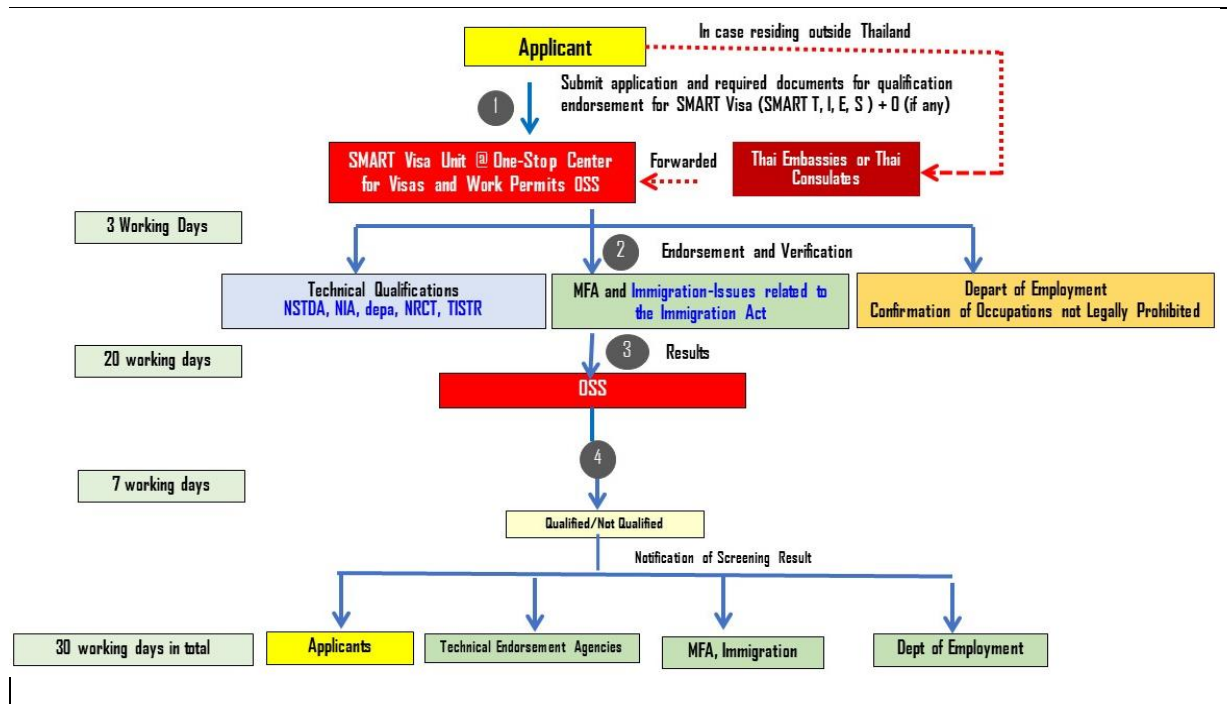 In case residing outside Thailand
Applicant
Submit application and required documents for qualification
endorsement for SMART Visa (SMART T, I, E, S ) + O (if any)
1
SMART Visa Unit @ One-Stop Center
for Visas and Work Permits OSS
Forwarded
Thai Embassies or Thai
Consulates
3 Working Days
2
Endorsement and Verification
Technical Qualifications
NSTDA, NIA, depa, NRCT, TISTR
MFA and Immigration-Issues related to
the Immigration Act
Depart of Employment
Confirmation of Occupations not Legally Prohibited
20 working days
3
Results
OSS
4
7 working days
Qualified/Not Qualified
Notification of Screening Result
30 working days in total
Applicants
Technical Endorsement Agencies
MFA, Immigration
Dept of Employment